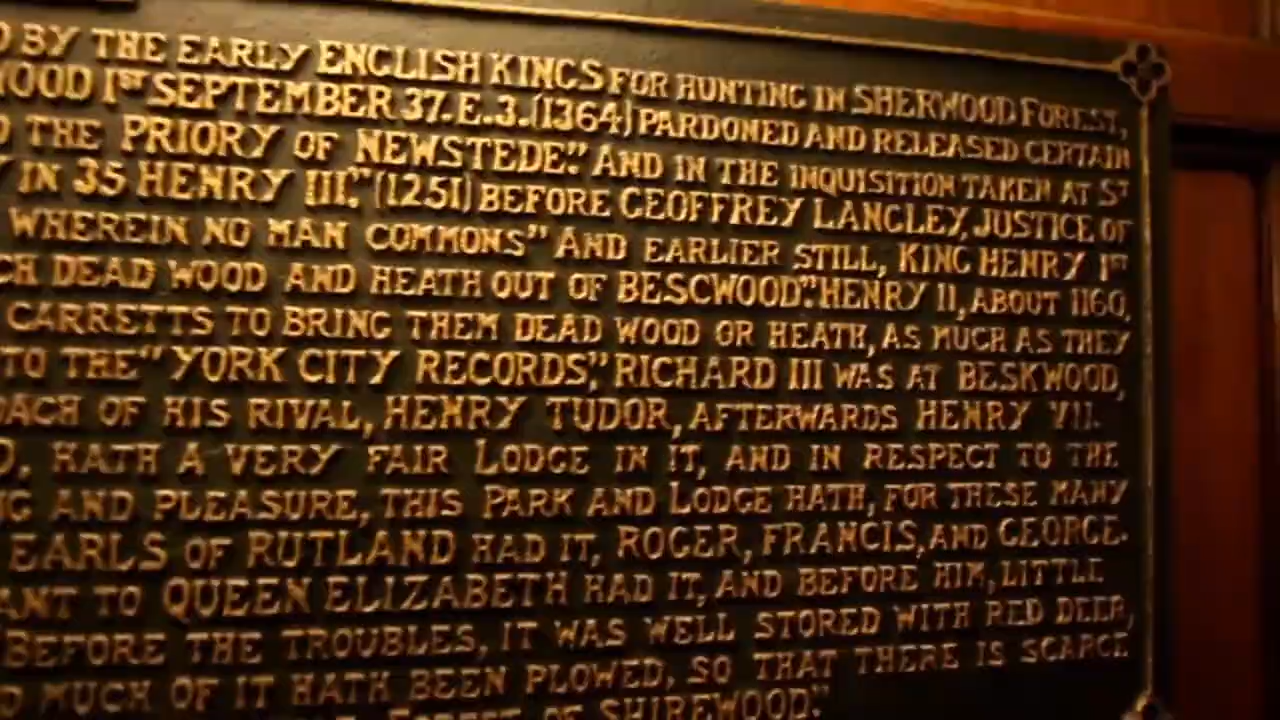 BY THE EARLY ENGLISH KINGS FOR HUNTING IN SHERWOOD FOREST,
WOOD 1ST SEPTEMBER 37. E. 3. (1364) PARDONED AND RELEASED CERTAIN
THE PRIORY OF NEWSTEDE." AND IN THE INQUISITION TAKEN AT ST
IN 35 HENRY III." (1251) BEFORE GEOFFREY LANGLEY, JUSTICE OF
WHEREIN NO MAN COMMONS" AND EARLIER STILL, KING HENRY 1ST
CH DEAD WOOD AND HEATH OUT OF BESCWOOD." HENRY II, ABOUT 1160,
GARRETTS TO BRING THEM DEAD WOOD OR HEATH, AS MUCH AS THEY
TO THE "YORK CITY RECORDS," RICHARD III WAS AT BESKWOOD,
OACH OF HIS RIVAL, HENRY TUDOR, AFTERWARDS HENRY VII.
D. HATH A VERY FAIR LODGE IN IT, AND IN RESPECT TO THE
G AND PLEASURE, THIS PARK AND LODGE HATH, FOR THESE MANY
EARLS OF RUTLAND HAD IT, ROGER, FRANCIS, AND GEORGE.
ANT TO QUEEN ELIZABETH HAD IT, AND BEFORE HIM, LITTLE
BEFORE THE TROUBLES, IT WAS WELL STORED WITH RED DEER,
MUCH OF IT HATH BEEN PLOWED, SO THAT THERE IS SCARCE
FOREST OF SHIREWOOD."